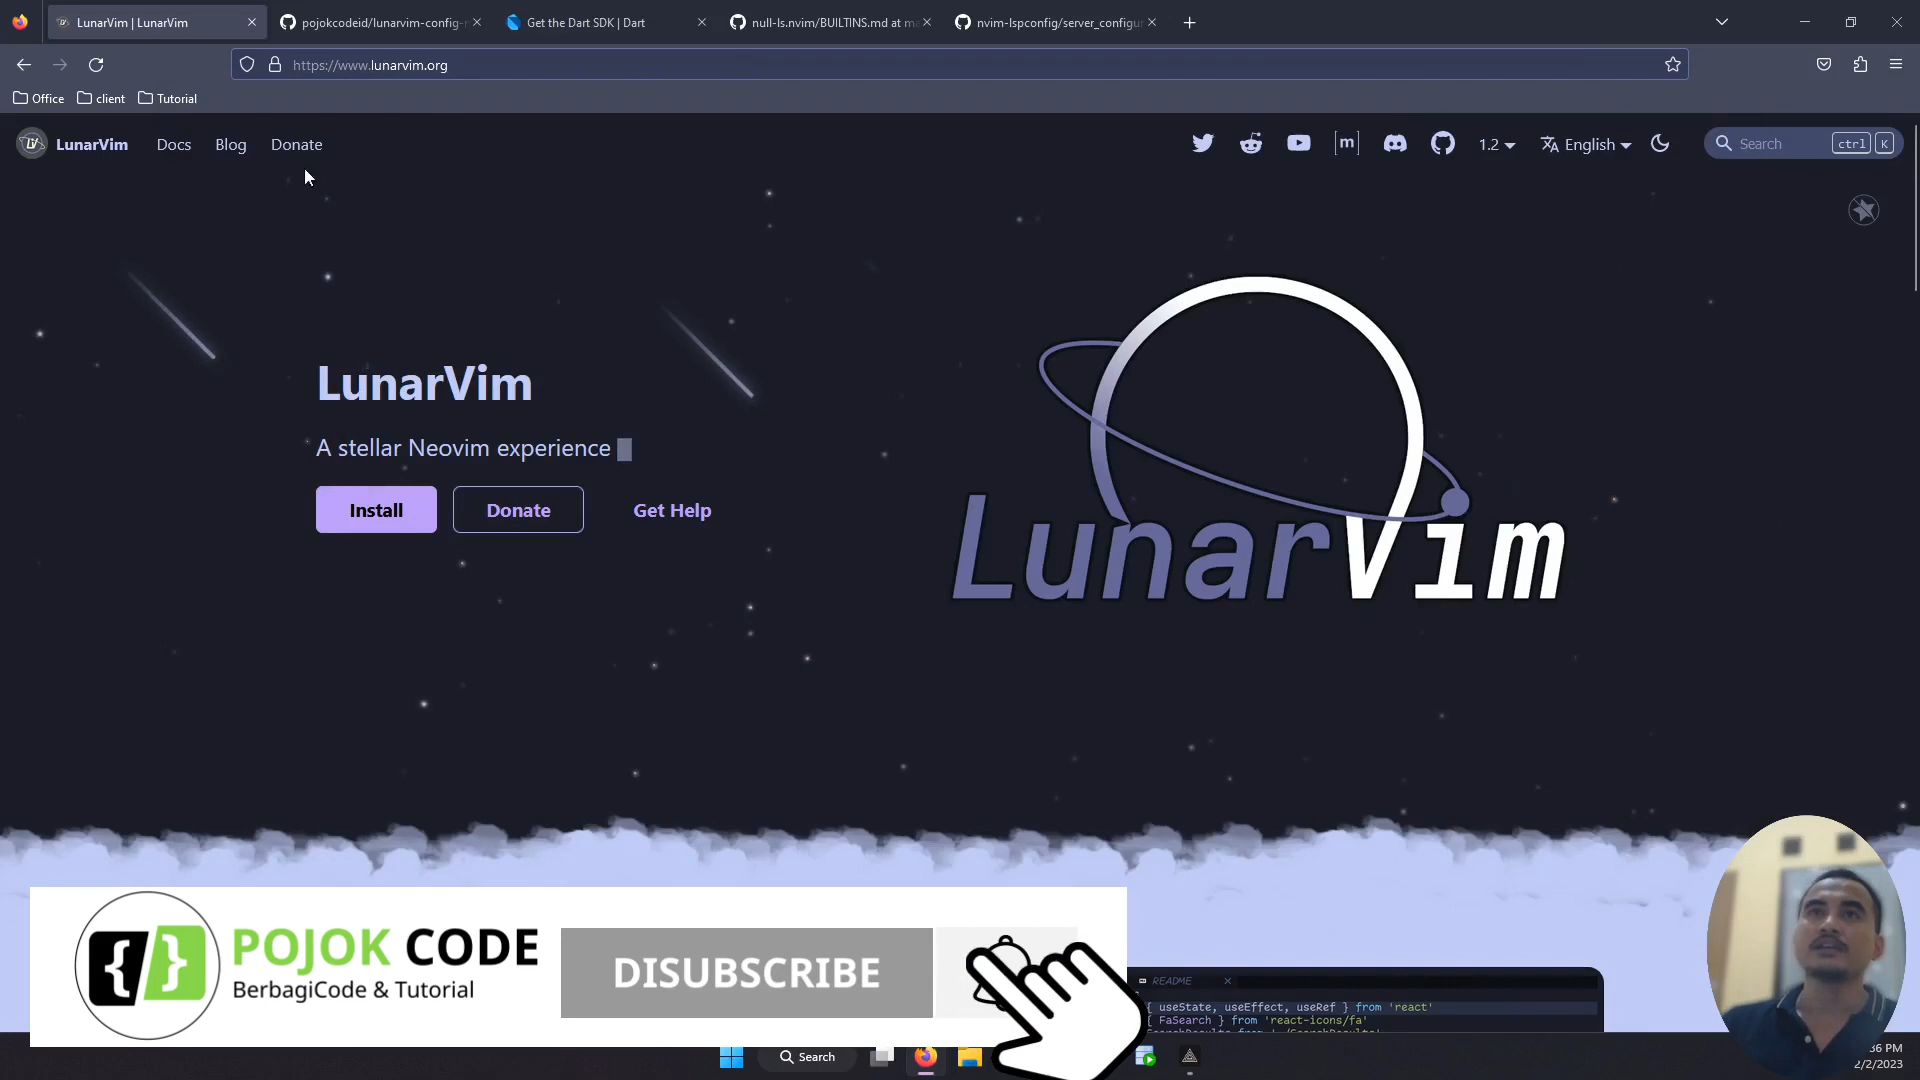 LunarVim | LunarVim
pojokcodeid/lunarvim-config-
Get the Dart SDK | Dart
null-ls.nvim/BUILTINS.md at
nvim-lspconfig/server_configur
https://www.lunarvim.org
Office
client
Tutorial
LunarVim
Docs
Blog
Donate
1.2
English
Search
ctrl
K
LunarVim
A stellar Neovim experience
Install
Donate
Get Help
LunarVim
POJOK CODE
BerbagiCode & Tutorial
DISUBSCRIBE
README
{ useState, useEffect, useRef } from 'react'
{ FaSearch } from 'react-icons/fa'
Search
36 PM
2/2/2023